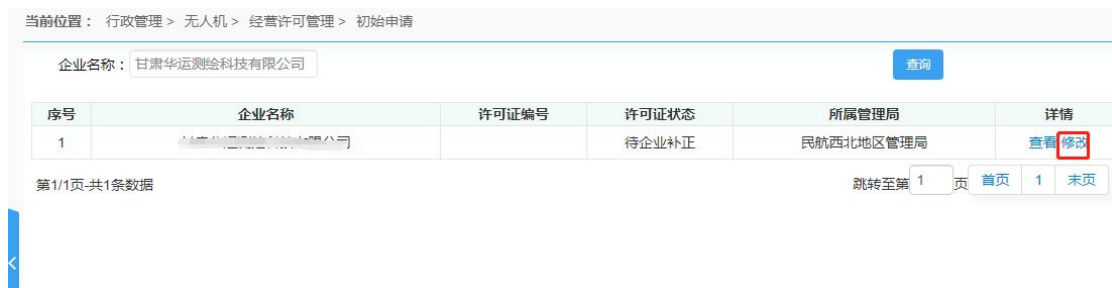 当前位置： 行政管理 > 无人机 > 经营许可管理 > 初始申请
企业名称： 甘肃华运测绘科技有限公司 查询
序号 企业名称 许可证编号 许可证状态 所属管理局 详情
1 待企业补正 民航西北地区管理局 查看 修改
第1/1页-共1条数据 跳转至第 1 页 首页 1 末页